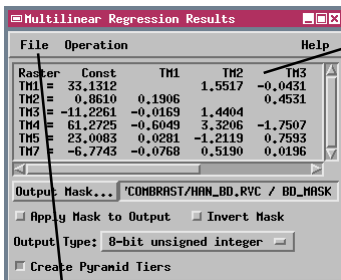 Multilinear Regression Results
File Operation Help
Raster Const TM1 TM2 TM3
TM1 = 33.1312 1.5517 -0.0431
TM2 = 0.8610 0.1906 0.4531
TM3 =-11.2261 -0.0169 1.4404
TM4 = 61.2725 -0.6049 3.3206 -1.7507
TM5 = 23.0083 0.0281 -1.2119 0.7593
TM7 = -6.7743 -0.0768 0.5190 0.0196
Output Mask... 'COMBRAST/HAN_BD.RVC / BD_MASK
Apply Mask to Output Invert Mask
Output Type: 8-bit unsigned integer
Create Pyramid Tiers